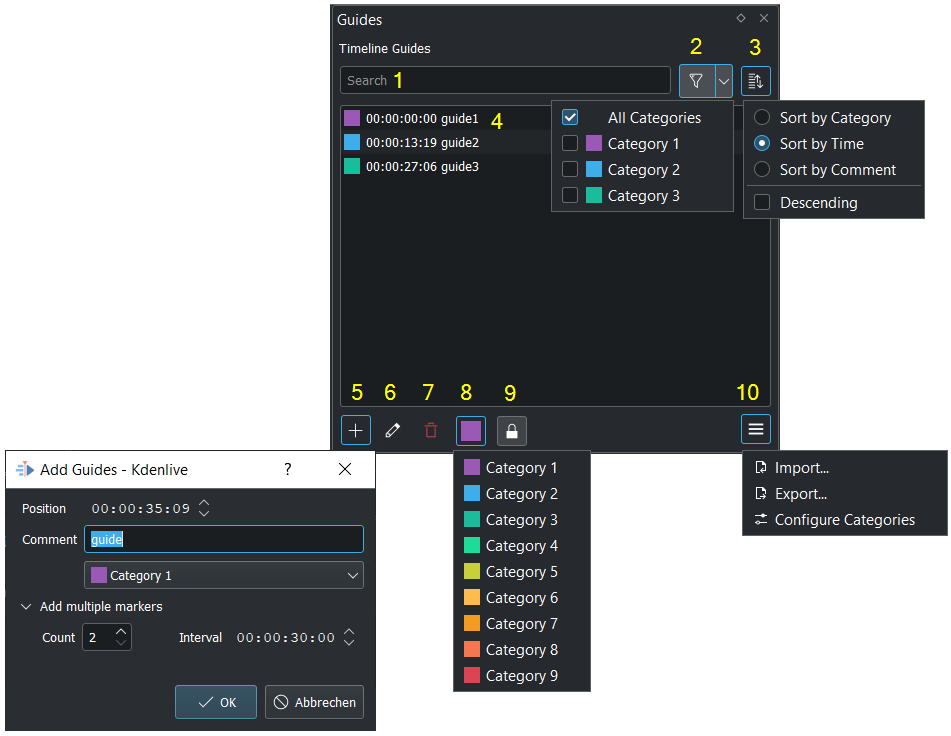 Guides
Timeline Guides
2
3
Search 1
00:00:00:00 guide1 4
00:00:13:19 guide2
00:00:27:06 guide3
All Categories
Category 1
Category 2
Category 3
Sort by Category
Sort by Time
Sort by Comment
Descending
5 6 7 8 9 10
Add Guides - Kdenlive ?
Position 00:00:35:09
Comment guide
Category 1
Add multiple markers
Count 2 Interval 00:00:30:00
OK Abbrechen
Category 1
Category 2
Category 3
Category 4
Category 5
Category 6
Category 7
Category 8
Category 9
Import...
Export...
Configure Categories